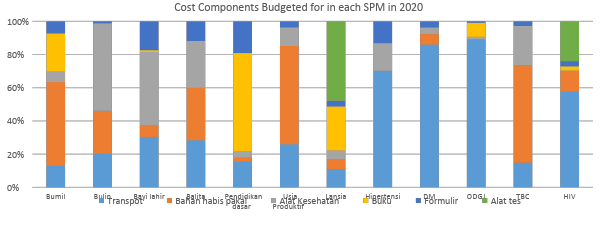 Cost Components Budgeted for in each SPM in 2020
100%
80%
60%
40%
20%
0%
Bumil
Bulin
Bayi lahir
Balita
Pendidikan dasar
Usia Produktif
Lansia
Hipertensi
DM
ODGJ
TBC
HIV
Transpot
Bahan habis pakai
Alat Kesehatan
Buku
Formulir
Alat tes